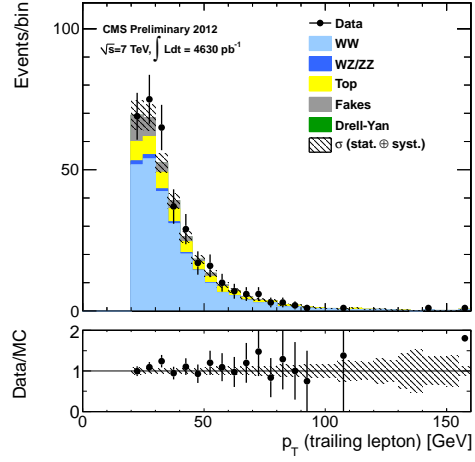 Events/bin
CMS Preliminary 2012
√s=7 TeV, ∫ Ldt = 4630 pb⁻¹
Data
WW
WZ/ZZ
Top
Fakes
Drell-Yan
σ (stat. ⊕ syst.)
100
50
0
Data/MC
2
1
0
0 50 100 150
p_T (trailing lepton) [GeV]